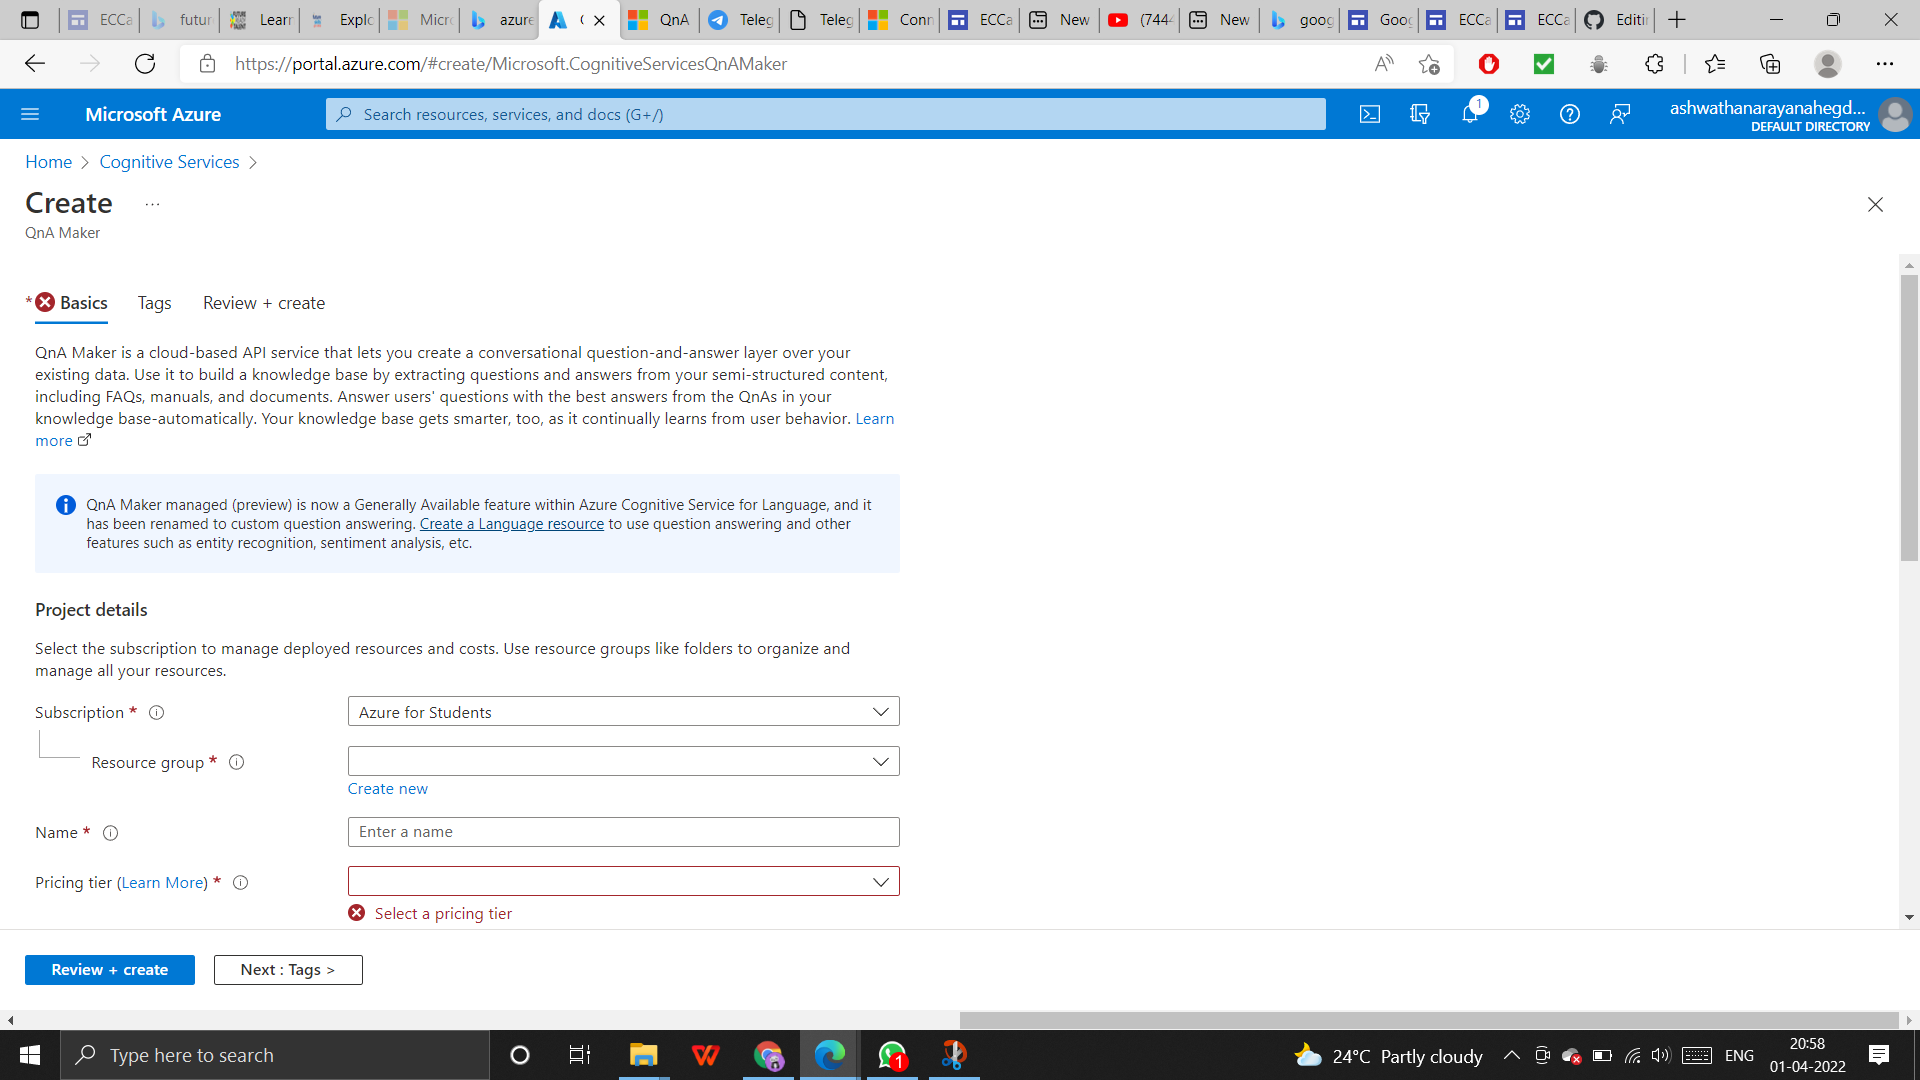 ECCa
futur
Learn
Explo
Micro
azure
QnA
Teleg
Teleg
Conn
ECCa
New
(7444
New
goog
Goog
ECCa
ECCa
Editin
https://portal.azure.com/#create/Microsoft.CognitiveServicesQnAMaker
Microsoft Azure
Search resources, services, and docs (G+/)
1
ashwathanarayanahegd...
DEFAULT DIRECTORY
Home > Cognitive Services >
Create ...
QnA Maker
* Basics
Tags
Review + create
QnA Maker is a cloud-based API service that lets you create a conversational question-and-answer layer over your
existing data. Use it to build a knowledge base by extracting questions and answers from your semi-structured content,
including FAQs, manuals, and documents. Answer users' questions with the best answers from the QnAs in your
knowledge base-automatically. Your knowledge base gets smarter, too, as it continually learns from user behavior. Learn
more
QnA Maker managed (preview) is now a Generally Available feature within Azure Cognitive Service for Language, and it
has been renamed to custom question answering. Create a Language resource to use question answering and other
features such as entity recognition, sentiment analysis, etc.
Project details
Select the subscription to manage deployed resources and costs. Use resource groups like folders to organize and
manage all your resources.
Subscription *
Azure for Students
Resource group *
Create new
Name *
Enter a name
Pricing tier (Learn More) *
Select a pricing tier
Review + create
Next : Tags >
Type here to search
1
24°C Partly cloudy
ENG
20:58
01-04-2022